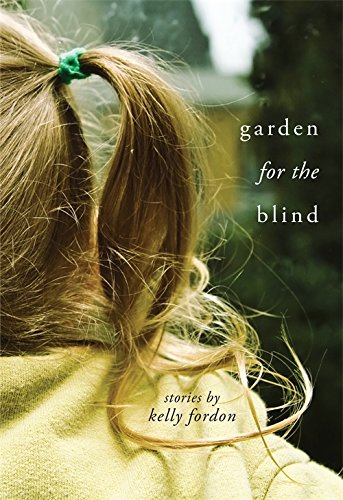 garden
for the
blind
stories by
kelly fordon